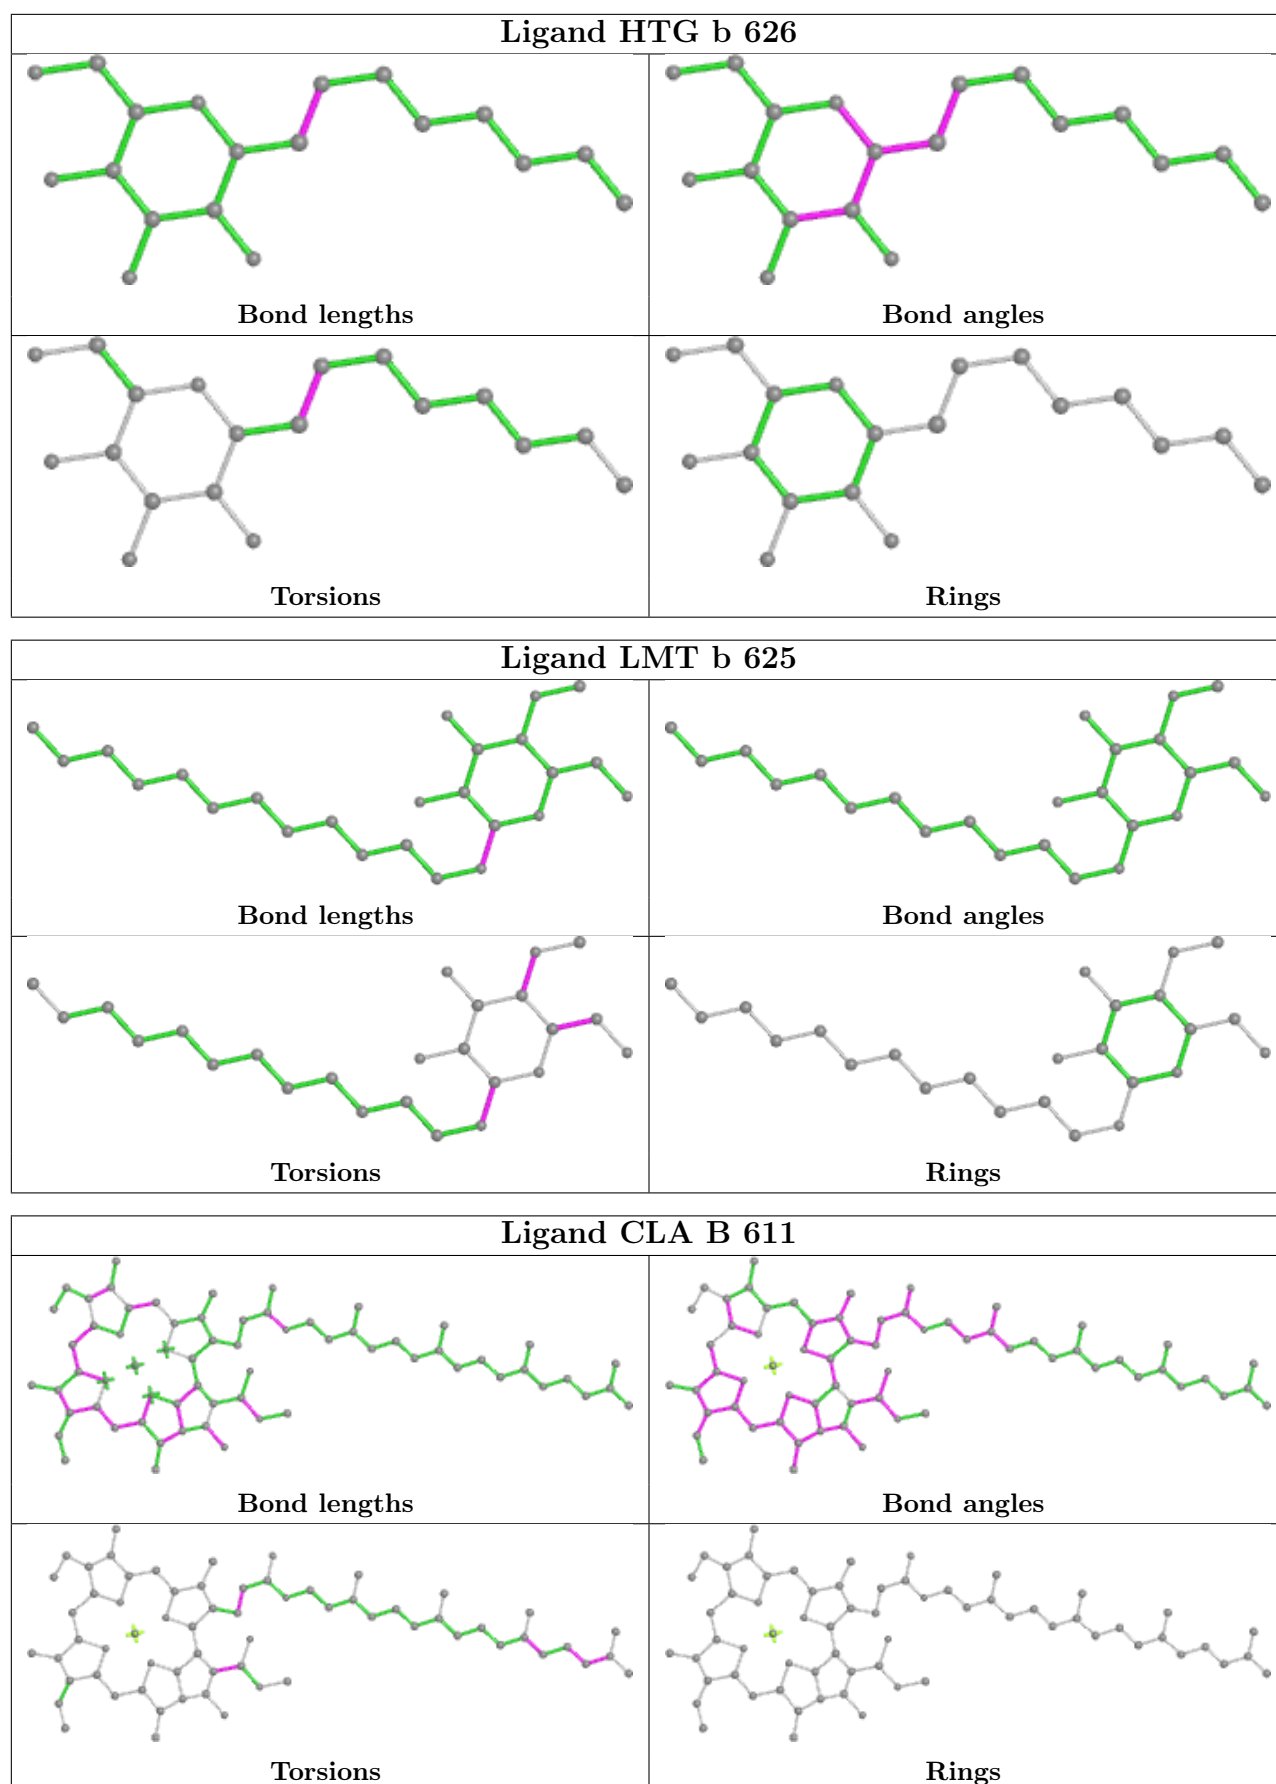 Ligand HTG b 626
Bond lengths
Bond angles
Torsions
Rings
Ligand LMT b 625
Bond lengths
Bond angles
Torsions
Rings
Ligand CLA B 611
Bond lengths
Bond angles
Torsions
Rings